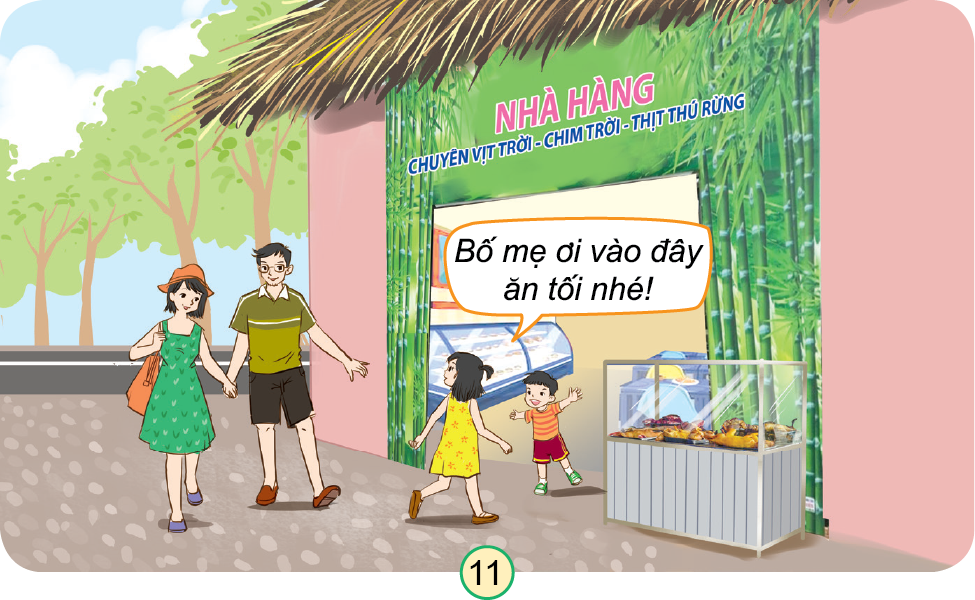 NHÀ HÀNG
CHUYÊN VỊT TRỜI - CHIM TRỜI - THỊT THÚ RỪNG
Bố mẹ ơi vào đây
ăn tối nhé!
11